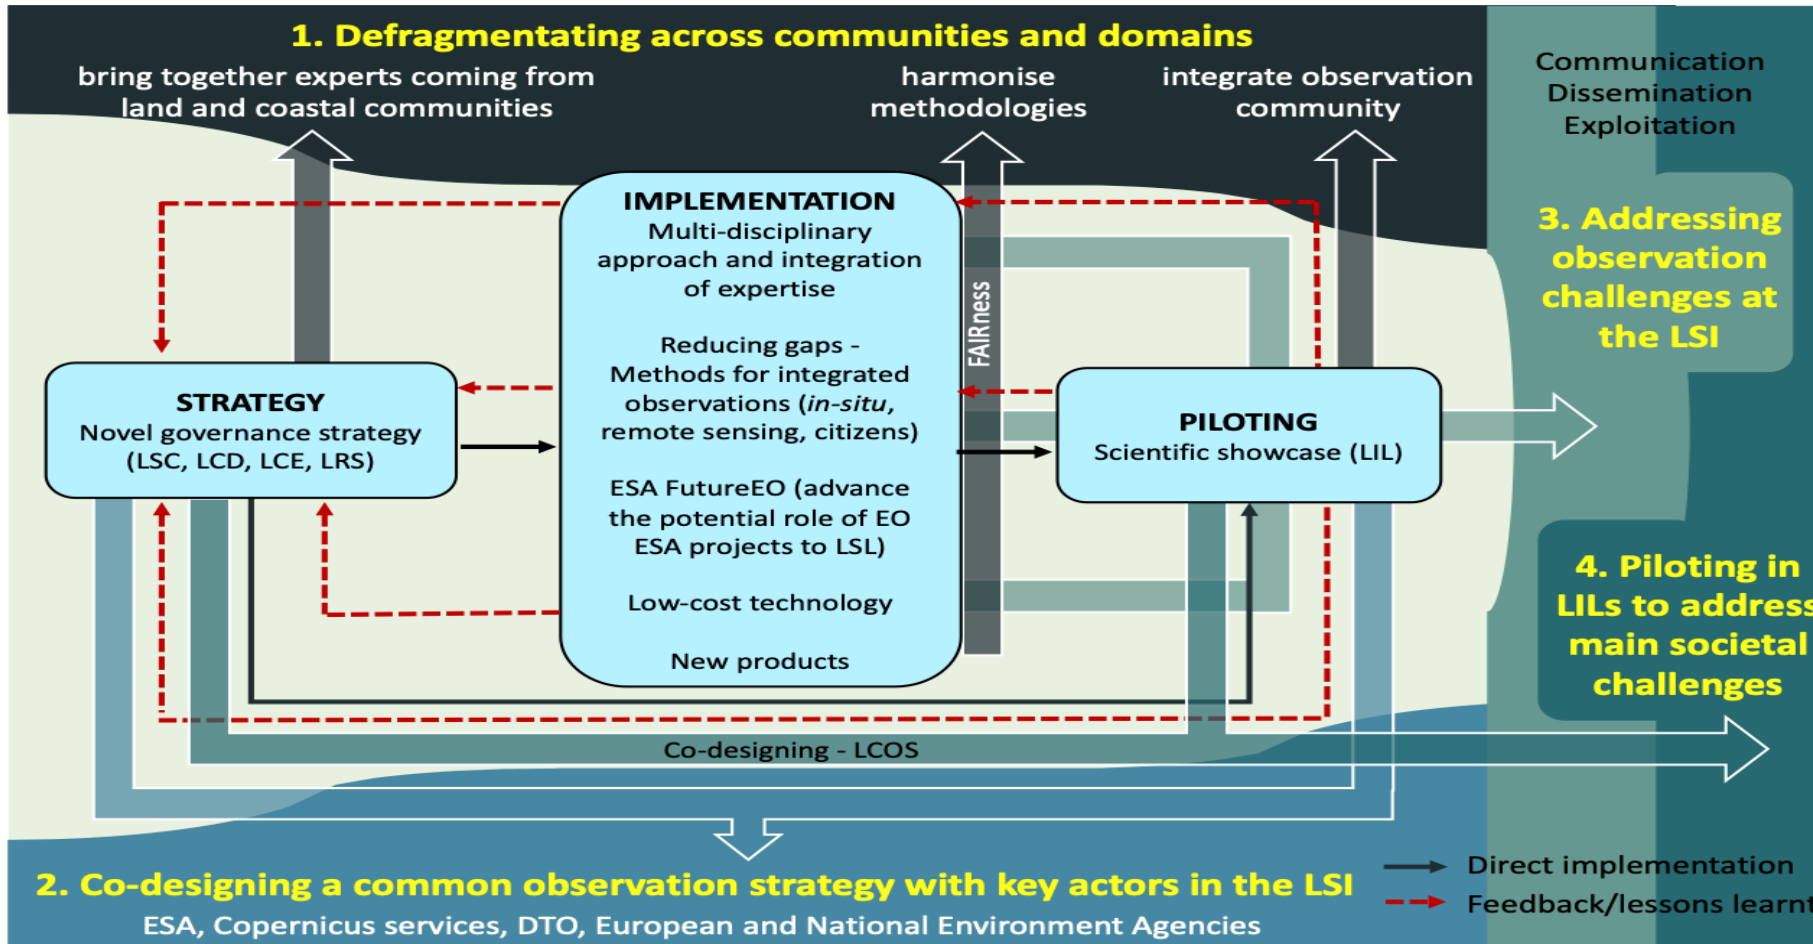 1. Defragmentating across communities and domains
bring together experts coming from
land and coastal communities
harmonise
methodologies
integrate observation
community
Communication
Dissemination
Exploitation
IMPLEMENTATION
Multi-disciplinary
approach and integration
of expertise
Reducing gaps -
Methods for integrated
observations (in-situ,
remote sensing, citizens)
ESA FutureEO (advance
the potential role of EO
ESA projects to LSL)
Low-cost technology
New products
FAIRness
STRATEGY
Novel governance strategy
(LSC, LCD, LCE, LRS)
PILOTING
Scientific showcase (LIL)
3. Addressing
observation
challenges at
the LSI
4. Piloting in
LILs to address
main societal
challenges
Co-designing - LCOS
2. Co-designing a common observation strategy with key actors in the LSI
ESA, Copernicus services, DTO, European and National Environment Agencies
Direct implementation
Feedback/lessons learnt